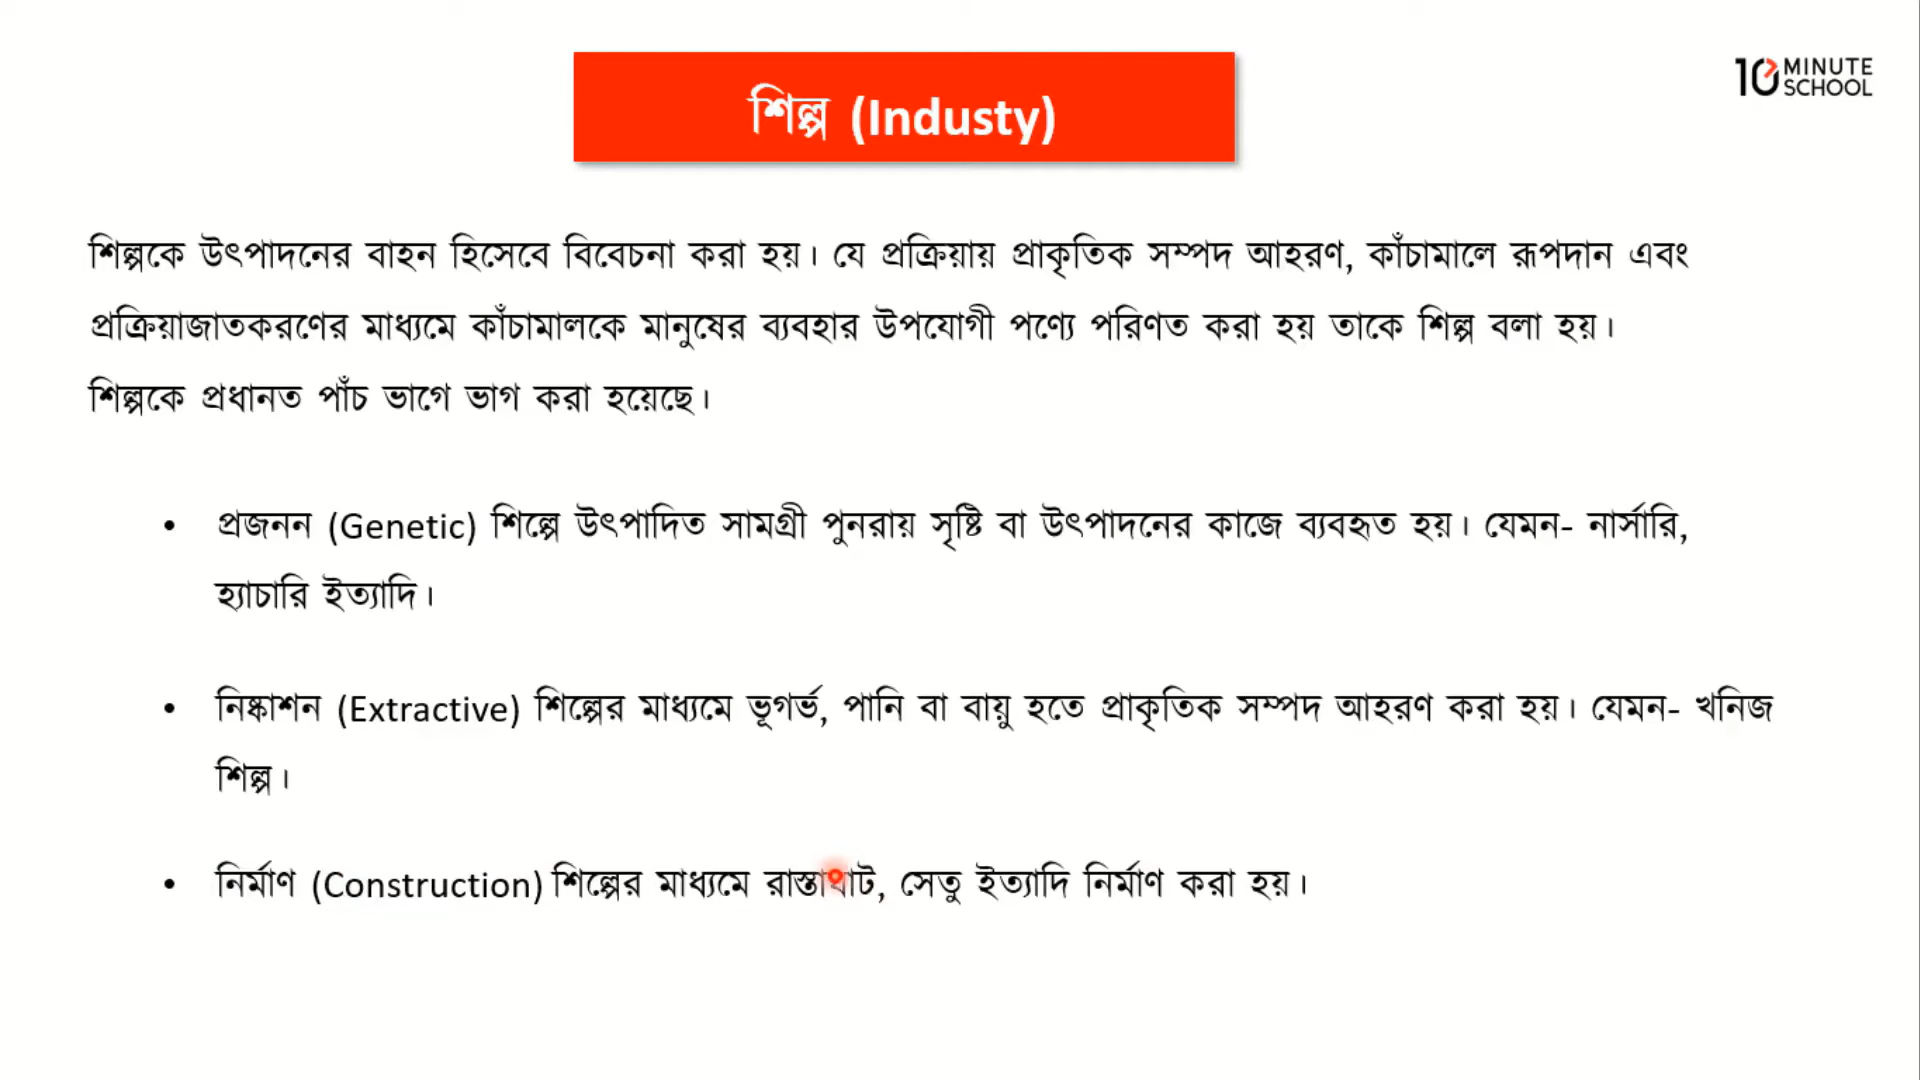 শিল্প (Industy)
10 MINUTE SCHOOL
শিল্পকে উৎপাদনের বাহন হিসেবে বিবেচনা করা হয়। যে প্রক্রিয়ায় প্রাকৃতিক সম্পদ আহরণ, কাঁচামালে রূপদান এবং
প্রক্রিয়াজাতকরণের মাধ্যমে কাঁচামালকে মানুষের ব্যবহার উপযোগী পণ্যে পরিণত করা হয় তাকে শিল্প বলা হয়।
শিল্পকে প্রধানত পাঁচ ভাগে ভাগ করা হয়েছে।
• প্রজনন (Genetic) শিল্পে উৎপাদিত সামগ্রী পুনরায় সৃষ্টি বা উৎপাদনের কাজে ব্যবহৃত হয়। যেমন- নার্সারি,
হ্যাচারি ইত্যাদি।
• নিষ্কাশন (Extractive) শিল্পের মাধ্যমে ভূগর্ভ, পানি বা বায়ু হতে প্রাকৃতিক সম্পদ আহরণ করা হয়। যেমন- খনিজ
শিল্প।
• নির্মাণ (Construction) শিল্পের মাধ্যমে রাস্তাঘাট, সেতু ইত্যাদি নির্মাণ করা হয়।